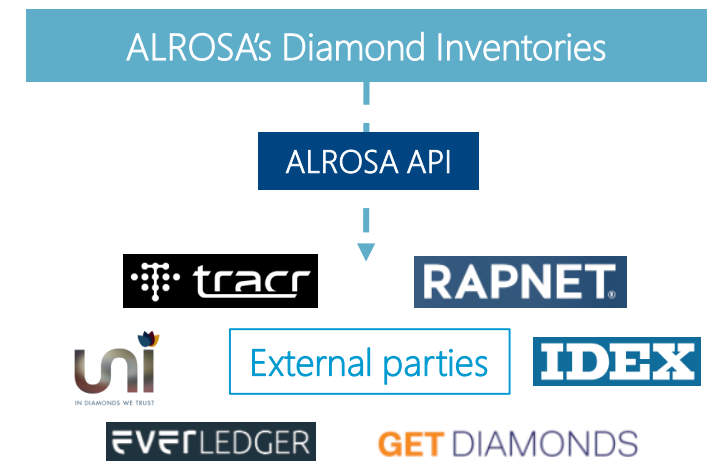 ALROSA's Diamond Inventories
ALROSA API
tracr
RAPNET®
uni
IN DIAMONDS WE TRUST
External parties
IDEX
EVERLEDGER
GET DIAMONDS